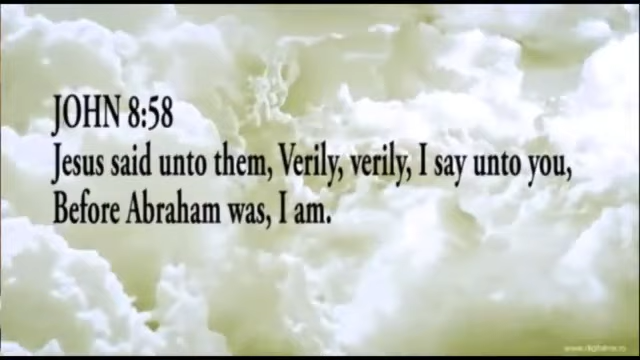 JOHN 8:58
Jesus said unto them, Verily, verily, I say unto you,
Before Abraham was, I am.